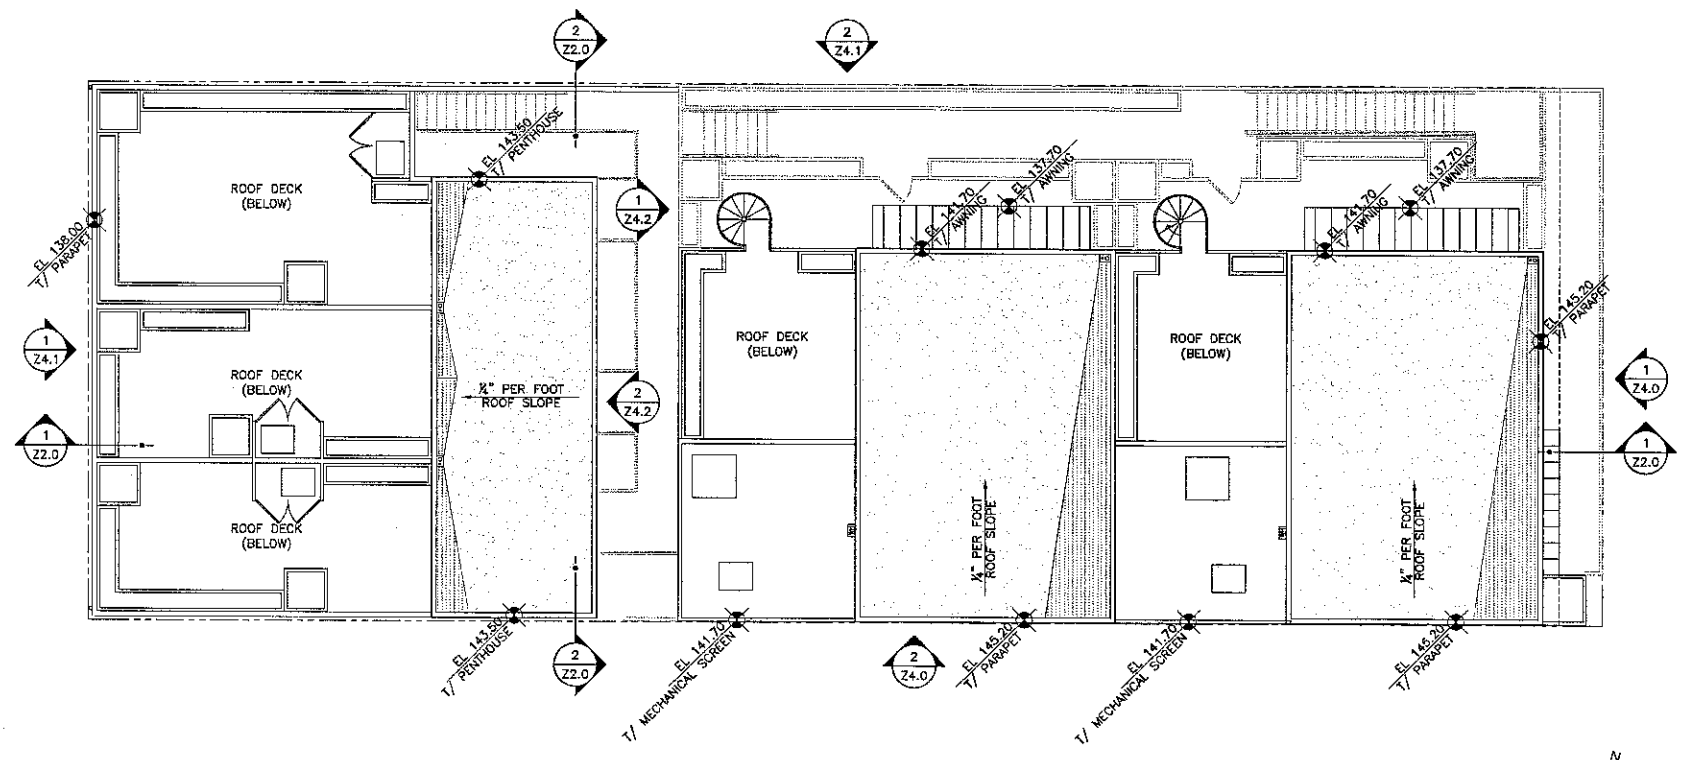 2
Z2.0
2
Z4.1
EL 143.50
T/ PENTHOUSE
ROOF DECK
(BELOW)
EL 138.00
T/ PARAPET
1
Z4.2
EL 137.70
T/ AWNING
EL 141.70
T/ AWNING
EL 137.70
T/ AWNING
EL 141.70
T/ AWNING
EL 145.20
T/ PARAPET
1
Z4.1
ROOF DECK
(BELOW)
¼" PER FOOT
ROOF SLOPE
2
Z4.2
ROOF DECK
(BELOW)
ROOF DECK
(BELOW)
1
Z4.0
1
Z2.0
1
Z2.0
ROOF DECK
(BELOW)
¼" PER FOOT
ROOF SLOPE
¼" PER FOOT
ROOF SLOPE
EL 143.50
T/ PENTHOUSE
2
Z2.0
EL 141.70
T/ MECHANICAL SCREEN
2
Z4.0
EL 145.20
T/ PARAPET
EL 141.70
T/ MECHANICAL SCREEN
EL 145.20
T/ PARAPET
N